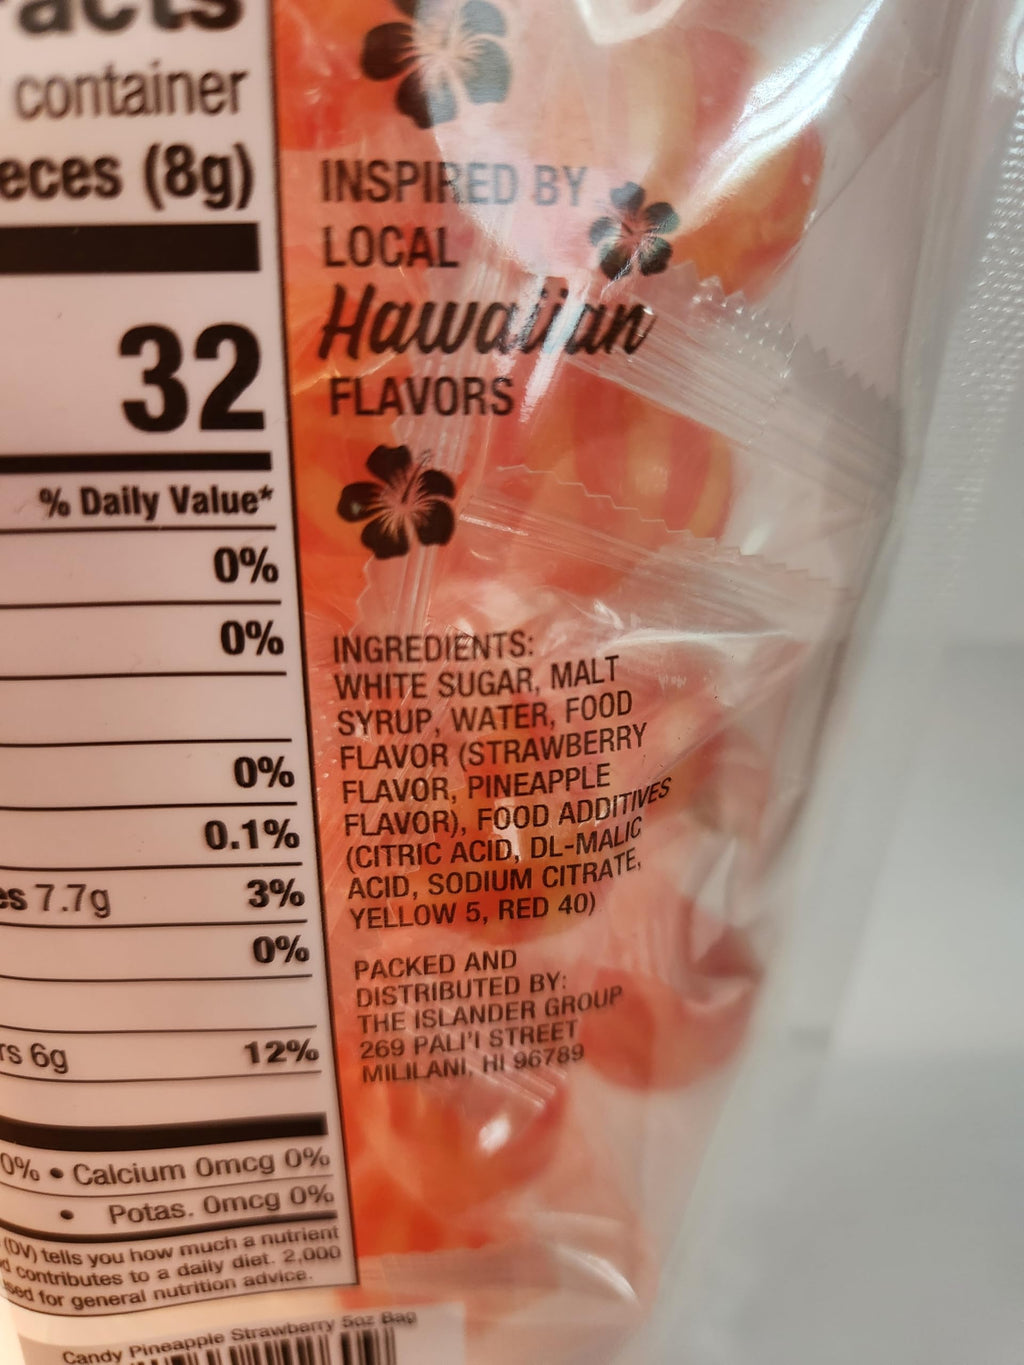 container
(8g)
32
% Daily Value*
0%
0%
0%
0.1%
7.7g 3%
0%
6g 12%
0% • Calcium 0mcg 0%
• Potas. 0mcg 0%
(DV) tells you how much a nutrient
contributes to a daily diet. 2,000
for general nutrition advice.
Candy Pineapple Strawberry 5oz Bag
INSPIRED BY
LOCAL
Hawaiian
FLAVORS
INGREDIENTS:
WHITE SUGAR, MALT
SYRUP, WATER, FOOD
FLAVOR (STRAWBERRY
FLAVOR, PINEAPPLE
FLAVOR), FOOD ADDITIVES
(CITRIC ACID, DL-MALIC
ACID, SODIUM CITRATE,
YELLOW 5, RED 40)
PACKED AND
DISTRIBUTED BY:
THE ISLANDER GROUP
269 PALI'I STREET
MILILANI, HI 96789